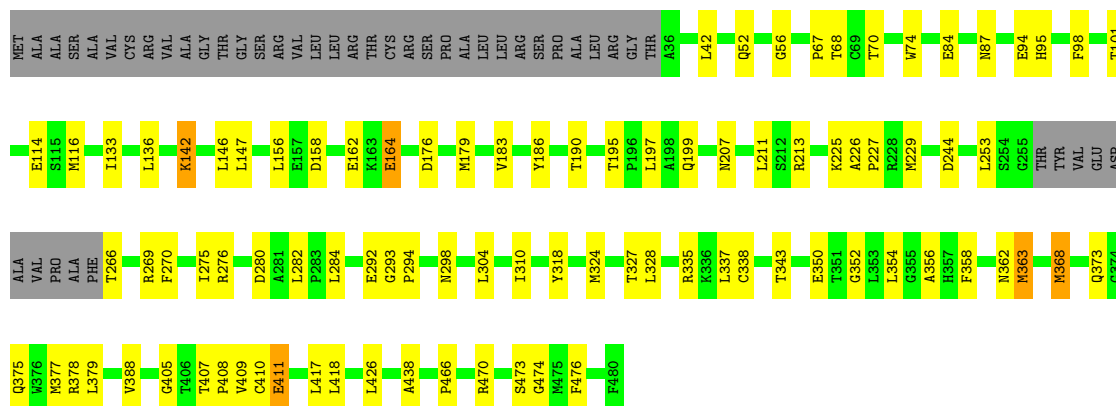 MET ALA ALA SER ALA VAL CYS ARG VAL ALA GLY THR GLY SER ARG VAL LEU LEU ARG THR CYS ARG SER PRO ALA LEU LEU ARG SER PRO ALA LEU ARG GLY THR A36 L42 Q52 G56 P67 T68 C69 T70 W74 E84 N87 E94 H95 F98 T101
E114 S115 M116 I133 L136 K142 L146 L147 L156 E157 D158 E162 K163 E164 D176 M179 V183 Y186 T190 T195 P196 L197 A198 Q199 N207 L211 S212 R213 K225 A226 P227 R228 M229 D244 L253 S254 G255 THR TYR VAL GLU ASP
ALA VAL PRO ALA PHE T266 R269 F270 I275 R276 D280 A281 L282 P283 L284 E292 G293 P294 N298 L304 I310 Y318 M324 T327 L328 R335 K336 L337 C338 T343 E350 T351 G352 L353 L354 G355 A356 H357 F358 N362 M363 M368 Q373 G374
Q375 W376 M377 R378 L379 V388 G405 T406 T407 P408 V409 C410 E411 L417 L418 L426 A438 P466 R470 S473 G474 M475 F476 F480